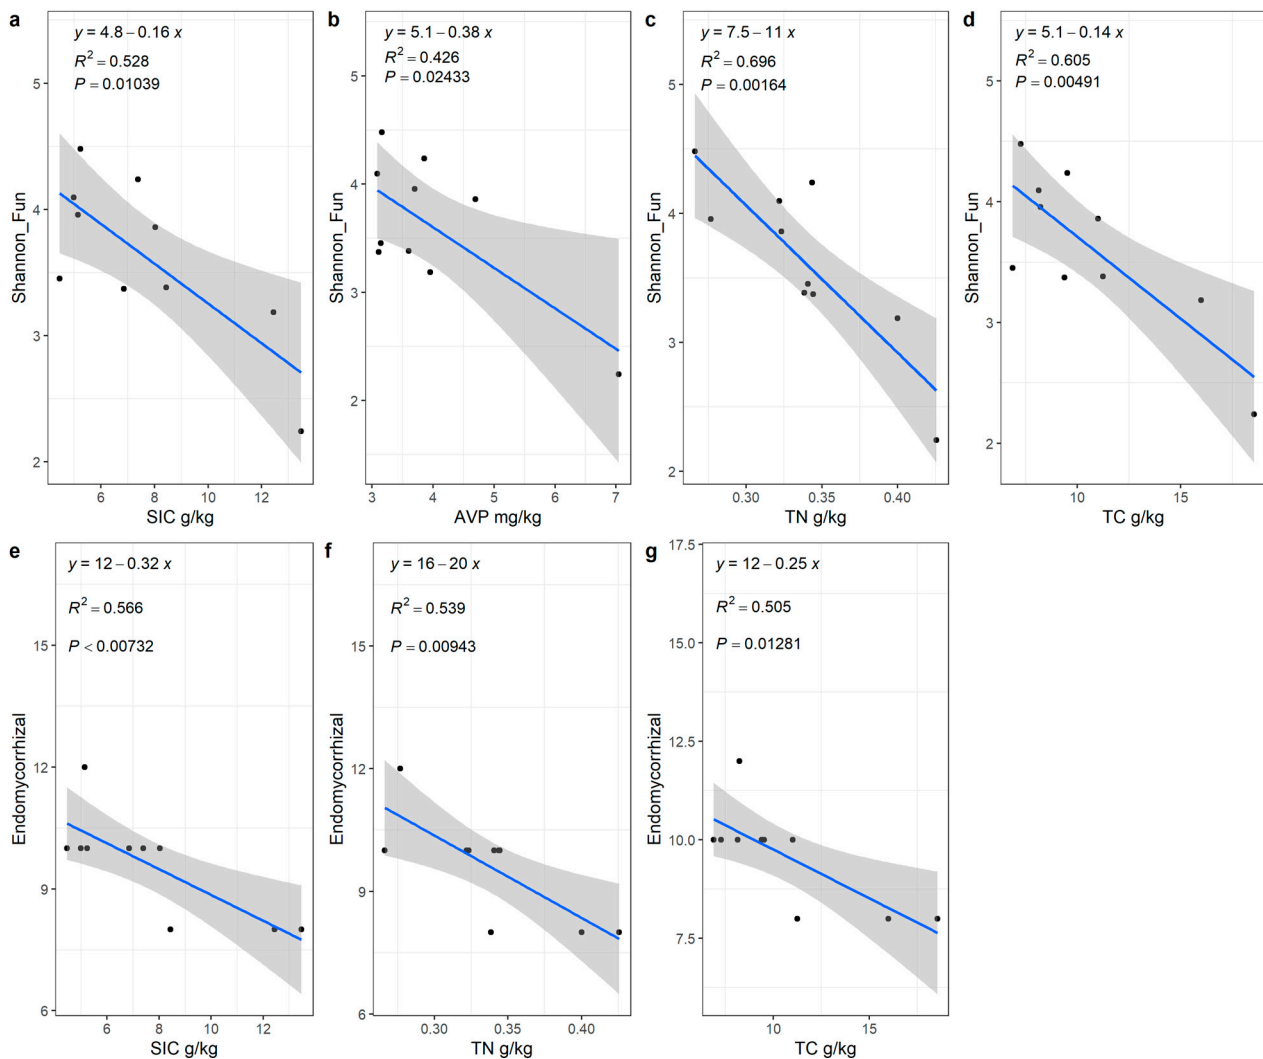 a
y = 4.8 − 0.16 x
R² = 0.528
P = 0.01039
5
4
3
2
Shannon_Fun
6 8 10 12
SIC g/kg
b
y = 5.1 − 0.38 x
R² = 0.426
P = 0.02433
5
4
3
2
Shannon_Fun
3 4 5 6 7
AVP mg/kg
c
y = 7.5 − 11 x
R² = 0.696
P = 0.00164
5
4
3
2
Shannon_Fun
0.30 0.35 0.40
TN g/kg
d
y = 5.1 − 0.14 x
R² = 0.605
P = 0.00491
5
4
3
2
Shannon_Fun
10 15
TC g/kg
e
y = 12 − 0.32 x
R² = 0.566
P < 0.00732
15
12
9
6
Endomycorrhizal
6 8 10 12
SIC g/kg
f
y = 16 − 20 x
R² = 0.539
P = 0.00943
15
12
9
6
Endomycorrhizal
0.30 0.35 0.40
TN g/kg
g
y = 12 − 0.25 x
R² = 0.505
P = 0.01281
17.5
15.0
12.5
10.0
7.5
Endomycorrhizal
10 15
TC g/kg